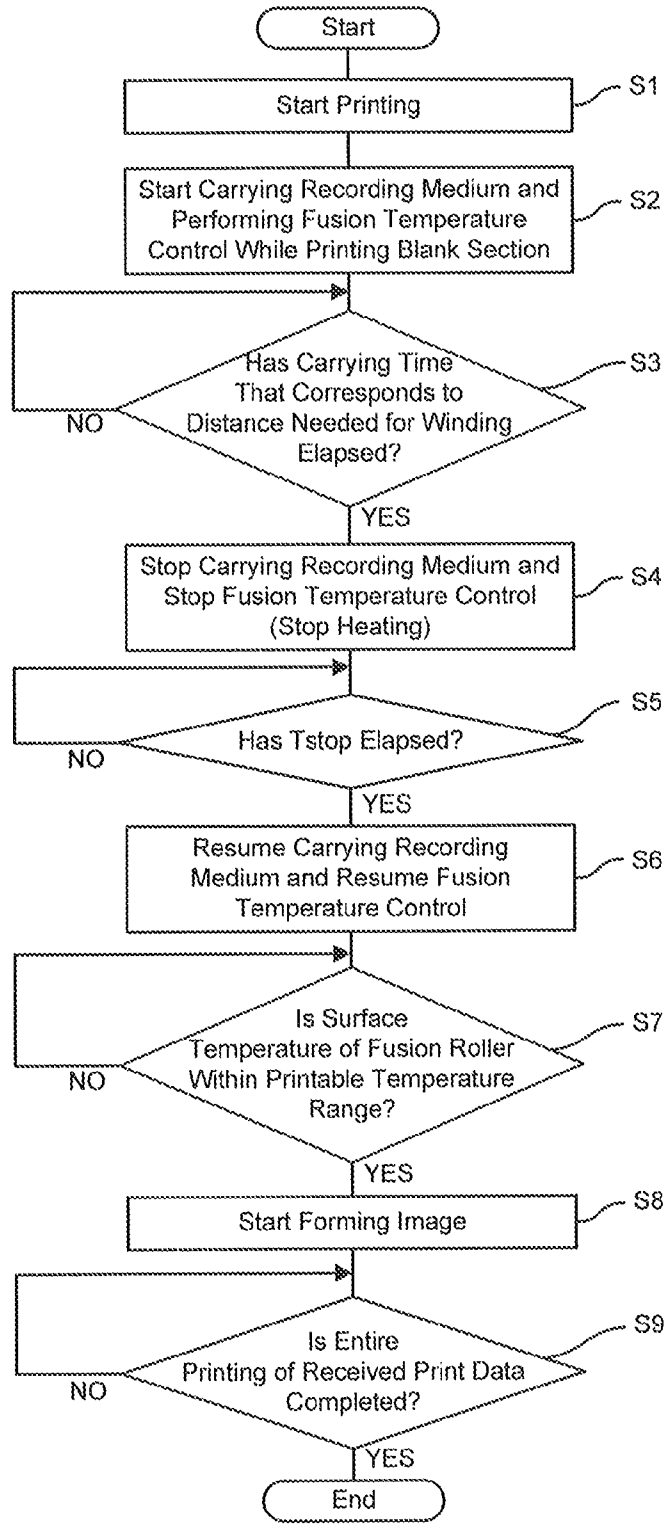 Start
Start Printing
S1
Start Carrying Recording Medium and
Performing Fusion Temperature
Control While Printing Blank Section
S2
Has Carrying Time
That Corresponds to
Distance Needed for Winding
Elapsed?
S3
NO
YES
Stop Carrying Recording Medium and
Stop Fusion Temperature Control
(Stop Heating)
S4
Has Tstop Elapsed?
S5
NO
YES
Resume Carrying Recording
Medium and Resume Fusion
Temperature Control
S6
Is Surface
Temperature of Fusion Roller
Within Printable Temperature
Range?
S7
NO
YES
Start Forming Image
S8
Is Entire
Printing of Received Print Data
Completed?
S9
NO
YES
End